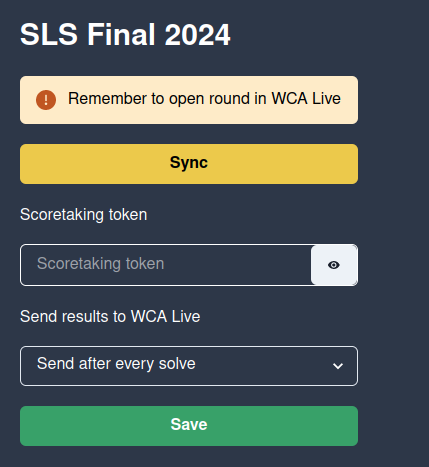 SLS Final 2024
Remember to open round in WCA Live
Sync
Scoretaking token
Scoretaking token
Send results to WCA Live
Send after every solve
Save